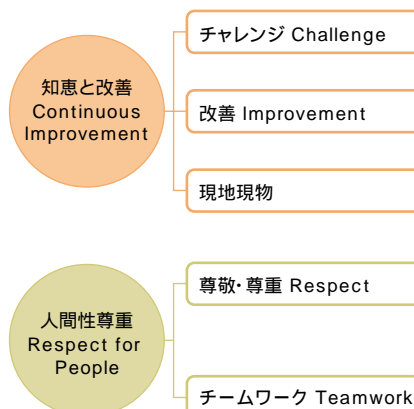 知恵と改善
Continuous
Improvement
チャレンジ Challenge
改善 Improvement
現地現物
人間性尊重
Respect for
People
尊敬・尊重 Respect
チームワーク Teamwork